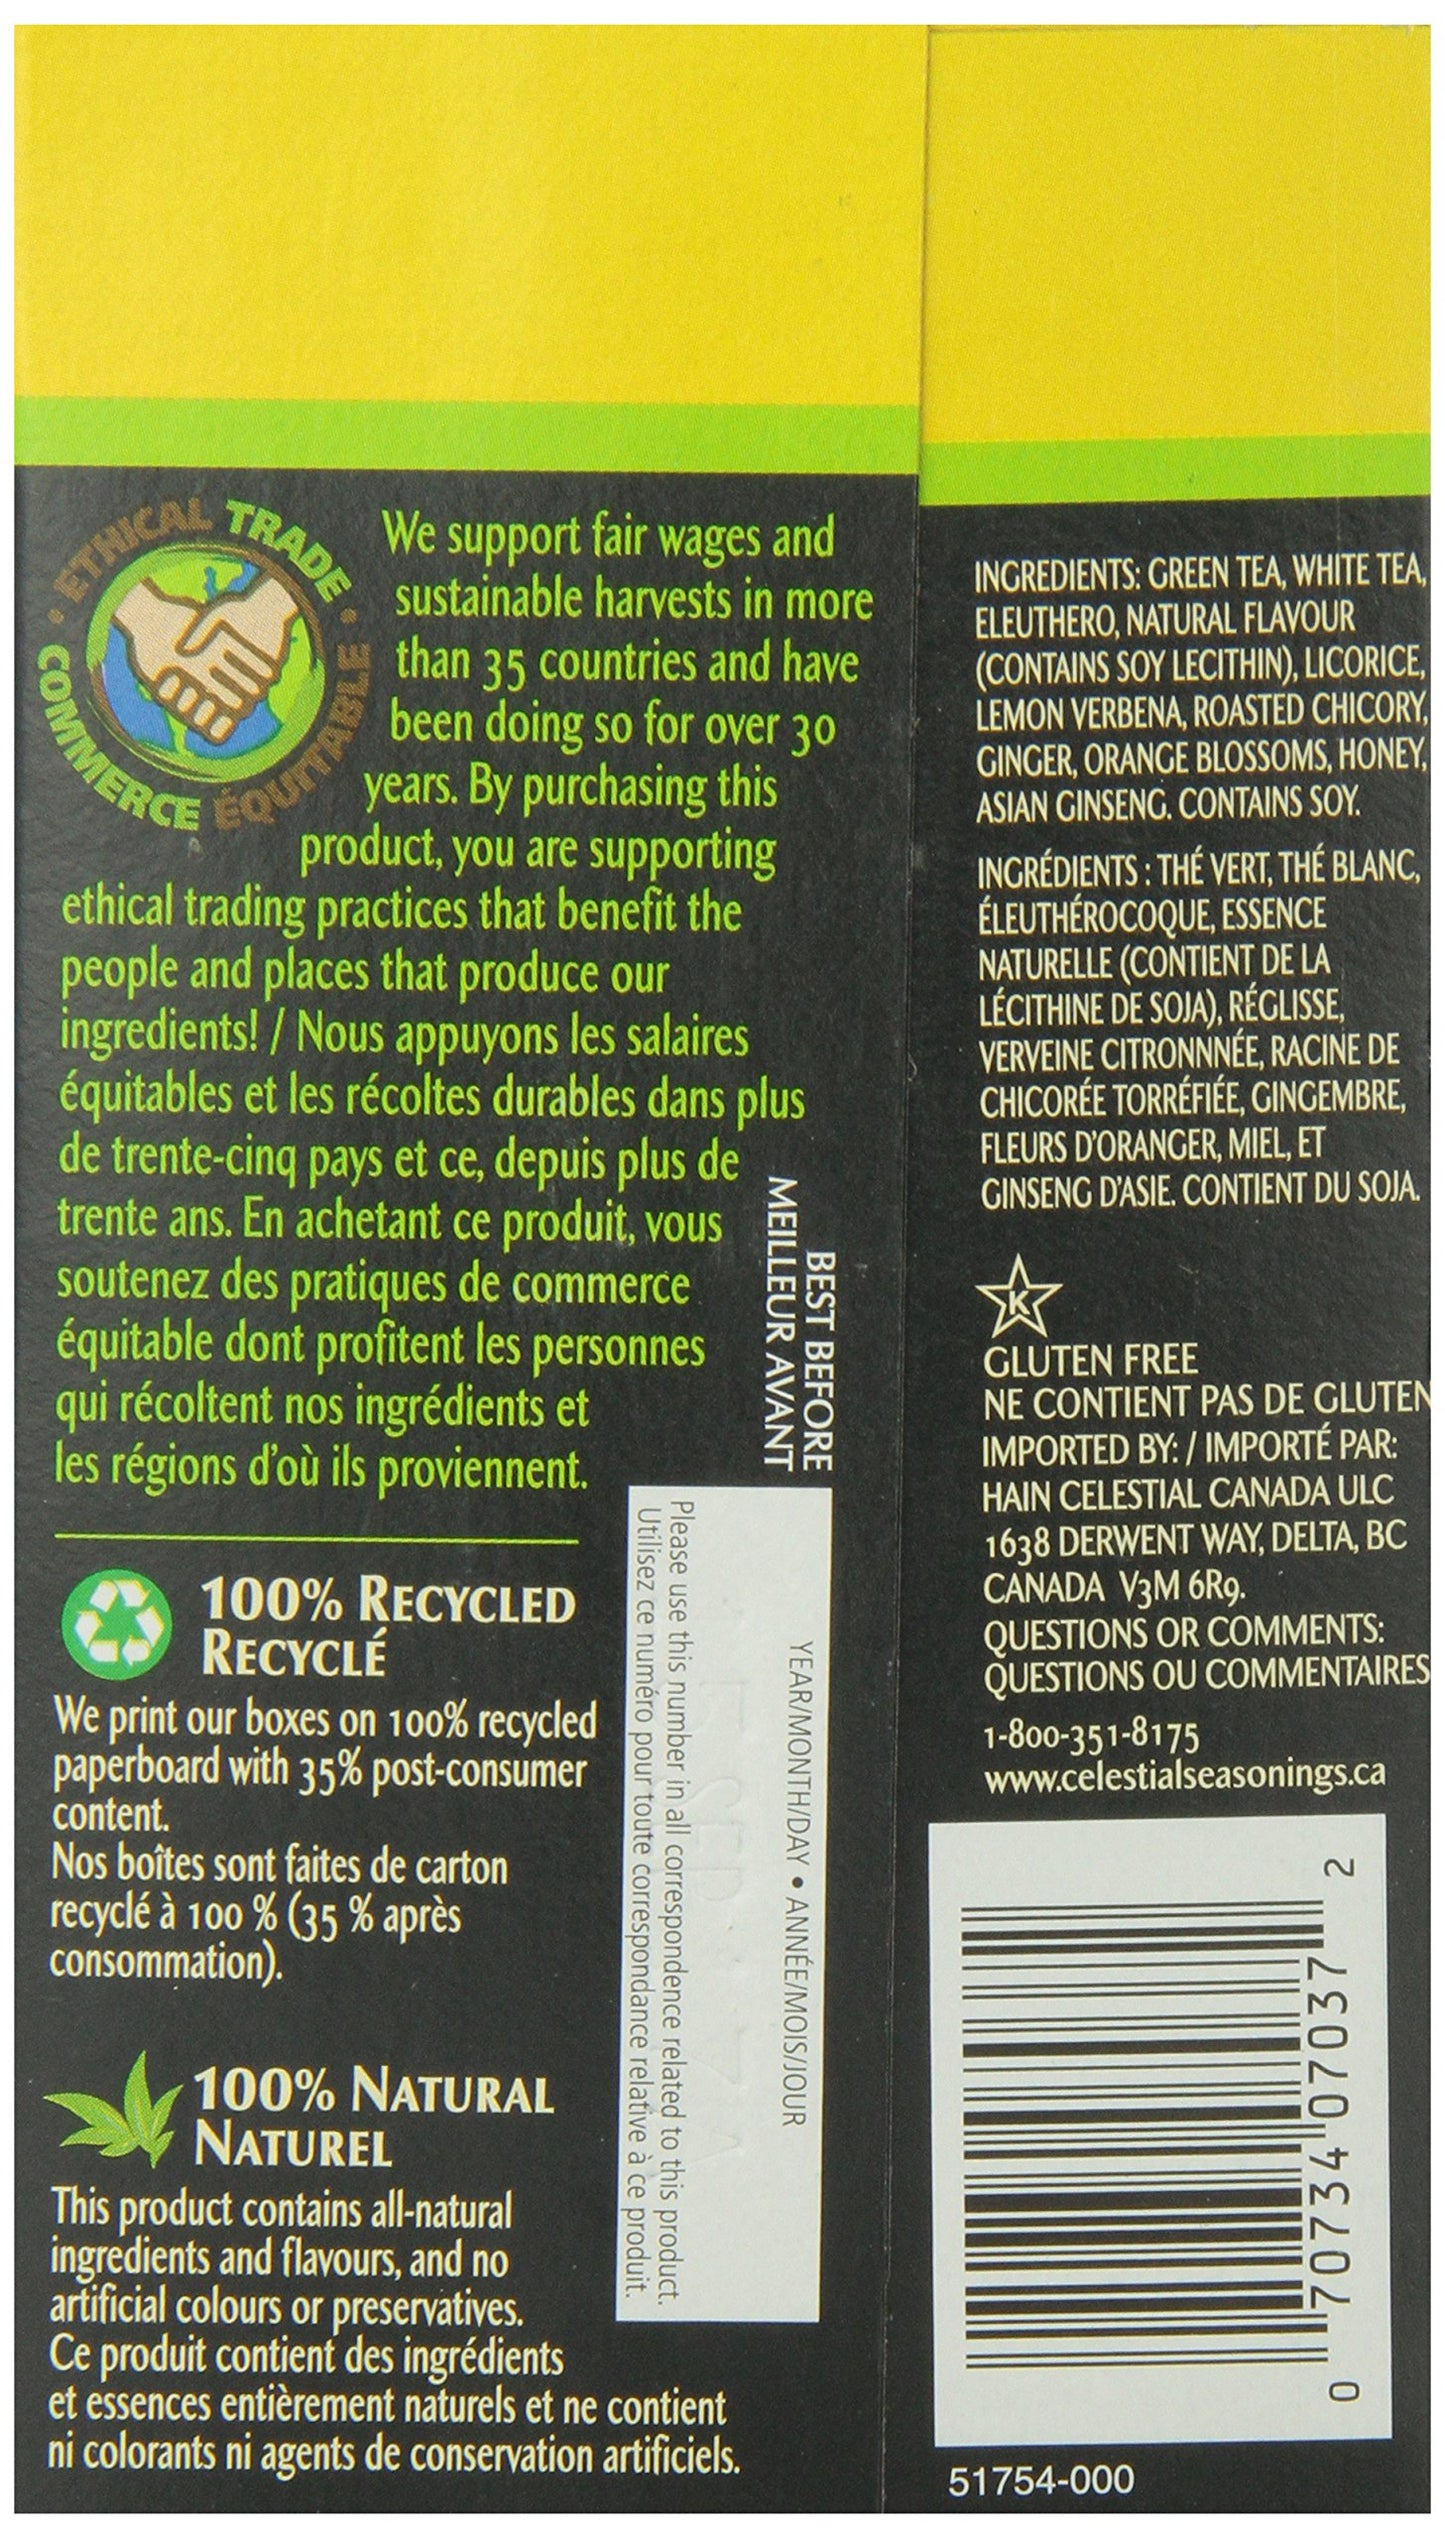 ETHICAL TRADE
COMMERCE ÉQUITABLE
We support fair wages and
sustainable harvests in more
than 35 countries and have
been doing so for over 30
years. By purchasing this
product, you are supporting
ethical trading practices that benefit the
people and places that produce our
ingredients! / Nous appuyons les salaires
équitables et les récoltes durables dans plus
de trente-cinq pays et ce, depuis plus de
trente ans. En achetant ce produit, vous
soutenez des pratiques de commerce
équitable dont profitent les personnes
qui récoltent nos ingrédients et
les régions d'où ils proviennent.
BEST BEFORE
MEILLEUR AVANT
YEAR/MONTH/DAY • ANNÉE/MOIS/JOUR
Please use this number in all correspondence related to this product.
Utilisez ce numéro pour toute correspondance relative à ce produit.
100% RECYCLED
RECYCLÉ
We print our boxes on 100% recycled
paperboard with 35% post-consumer
content.
Nos boîtes sont faites de carton
recyclé à 100 % (35 % après
consommation).
100% NATURAL
NATUREL
This product contains all-natural
ingredients and flavours, and no
artificial colours or preservatives.
Ce produit contient des ingrédients
et essences entièrement naturels et ne contient
ni colorants ni agents de conservation artificiels.
INGREDIENTS: GREEN TEA, WHITE TEA,
ELEUTHERO, NATURAL FLAVOUR
(CONTAINS SOY LECITHIN), LICORICE,
LEMON VERBENA, ROASTED CHICORY,
GINGER, ORANGE BLOSSOMS, HONEY,
ASIAN GINSENG. CONTAINS SOY.
INGRÉDIENTS : THÉ VERT, THÉ BLANC,
ÉLEUTHÉROCOQUE, ESSENCE
NATURELLE (CONTIENT DE LA
LÉCITHINE DE SOJA), RÉGLISSE,
VERVEINE CITRONNNÉE, RACINE DE
CHICORÉE TORRÉFIÉE, GINGEMBRE,
FLEURS D'ORANGER, MIEL, ET
GINSENG D'ASIE. CONTIENT DU SOJA.
K
GLUTEN FREE
NE CONTIENT PAS DE GLUTEN
IMPORTED BY: / IMPORTÉ PAR:
HAIN CELESTIAL CANADA ULC
1638 DERWENT WAY, DELTA, BC
CANADA V3M 6R9.
QUESTIONS OR COMMENTS:
QUESTIONS OU COMMENTAIRES
1-800-351-8175
www.celestialseasonings.ca
2 73070 43707 0
51754-000